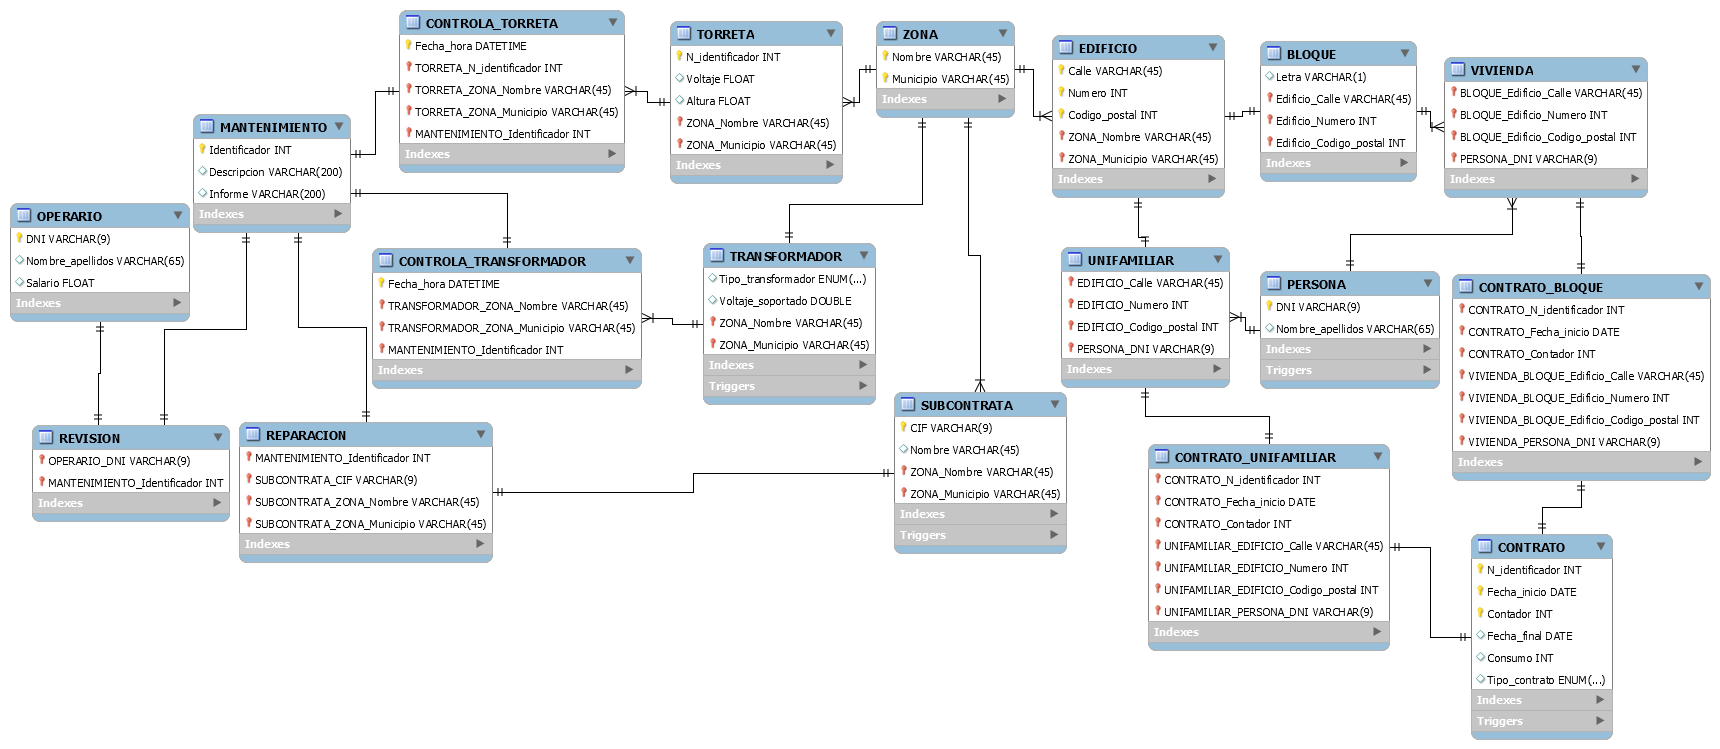 CONTROLA_TORRETA
Fecha_hora DATETIME
TORRETA_N_identificador INT
TORRETA_ZONA_Nombre VARCHAR(45)
TORRETA_ZONA_Municipio VARCHAR(45)
MANTENIMIENTO_Identificador INT
Indexes
TORRETA
N_identificador INT
Voltaje FLOAT
Altura FLOAT
ZONA_Nombre VARCHAR(45)
ZONA_Municipio VARCHAR(45)
Indexes
ZONA
Nombre VARCHAR(45)
Municipio VARCHAR(45)
Indexes
EDIFICIO
Calle VARCHAR(45)
Numero INT
Codigo_postal INT
ZONA_Nombre VARCHAR(45)
ZONA_Municipio VARCHAR(45)
Indexes
BLOQUE
Letra VARCHAR(1)
Edificio_Calle VARCHAR(45)
Edificio_Numero INT
Edificio_Codigo_postal INT
Indexes
VIVIENDA
BLOQUE_Edificio_Calle VARCHAR(45)
BLOQUE_Edificio_Numero INT
BLOQUE_Edificio_Codigo_postal INT
PERSONA_DNI VARCHAR(9)
Indexes
MANTENIMIENTO
Identificador INT
Descripcion VARCHAR(200)
Informe VARCHAR(200)
Indexes
OPERARIO
DNI VARCHAR(9)
Nombre_apellidos VARCHAR(65)
Salario FLOAT
Indexes
CONTROLA_TRANSFORMADOR
Fecha_hora DATETIME
TRANSFORMADOR_ZONA_Nombre VARCHAR(45)
TRANSFORMADOR_ZONA_Municipio VARCHAR(45)
MANTENIMIENTO_Identificador INT
Indexes
TRANSFORMADOR
Tipo_transformador ENUM(...)
Voltaje_soportado DOUBLE
ZONA_Nombre VARCHAR(45)
ZONA_Municipio VARCHAR(45)
Indexes
Triggers
UNIFAMILIAR
EDIFICIO_Calle VARCHAR(45)
EDIFICIO_Numero INT
EDIFICIO_Codigo_postal INT
PERSONA_DNI VARCHAR(9)
Indexes
PERSONA
DNI VARCHAR(9)
Nombre_apellidos VARCHAR(65)
Indexes
Triggers
CONTRATO_BLOQUE
CONTRATO_N_identificador INT
CONTRATO_Fecha_inicio DATE
CONTRATO_Contador INT
VIVIENDA_BLOQUE_Edificio_Calle VARCHAR(45)
VIVIENDA_BLOQUE_Edificio_Numero INT
VIVIENDA_BLOQUE_Edificio_Codigo_postal INT
VIVIENDA_PERSONA_DNI VARCHAR(9)
Indexes
REVISION
OPERARIO_DNI VARCHAR(9)
MANTENIMIENTO_Identificador INT
Indexes
REPARACION
MANTENIMIENTO_Identificador INT
SUBCONTRATA_CIF VARCHAR(9)
SUBCONTRATA_ZONA_Nombre VARCHAR(45)
SUBCONTRATA_ZONA_Municipio VARCHAR(45)
Indexes
SUBCONTRATA
CIF VARCHAR(9)
Nombre VARCHAR(45)
ZONA_Nombre VARCHAR(45)
ZONA_Municipio VARCHAR(45)
Indexes
Triggers
CONTRATO_UNIFAMILIAR
CONTRATO_N_identificador INT
CONTRATO_Fecha_inicio DATE
CONTRATO_Contador INT
UNIFAMILIAR_EDIFICIO_Calle VARCHAR(45)
UNIFAMILIAR_EDIFICIO_Numero INT
UNIFAMILIAR_EDIFICIO_Codigo_postal INT
UNIFAMILIAR_PERSONA_DNI VARCHAR(9)
Indexes
CONTRATO
N_identificador INT
Fecha_inicio DATE
Contador INT
Fecha_final DATE
Consumo INT
Tipo_contrato ENUM(...)
Indexes
Triggers